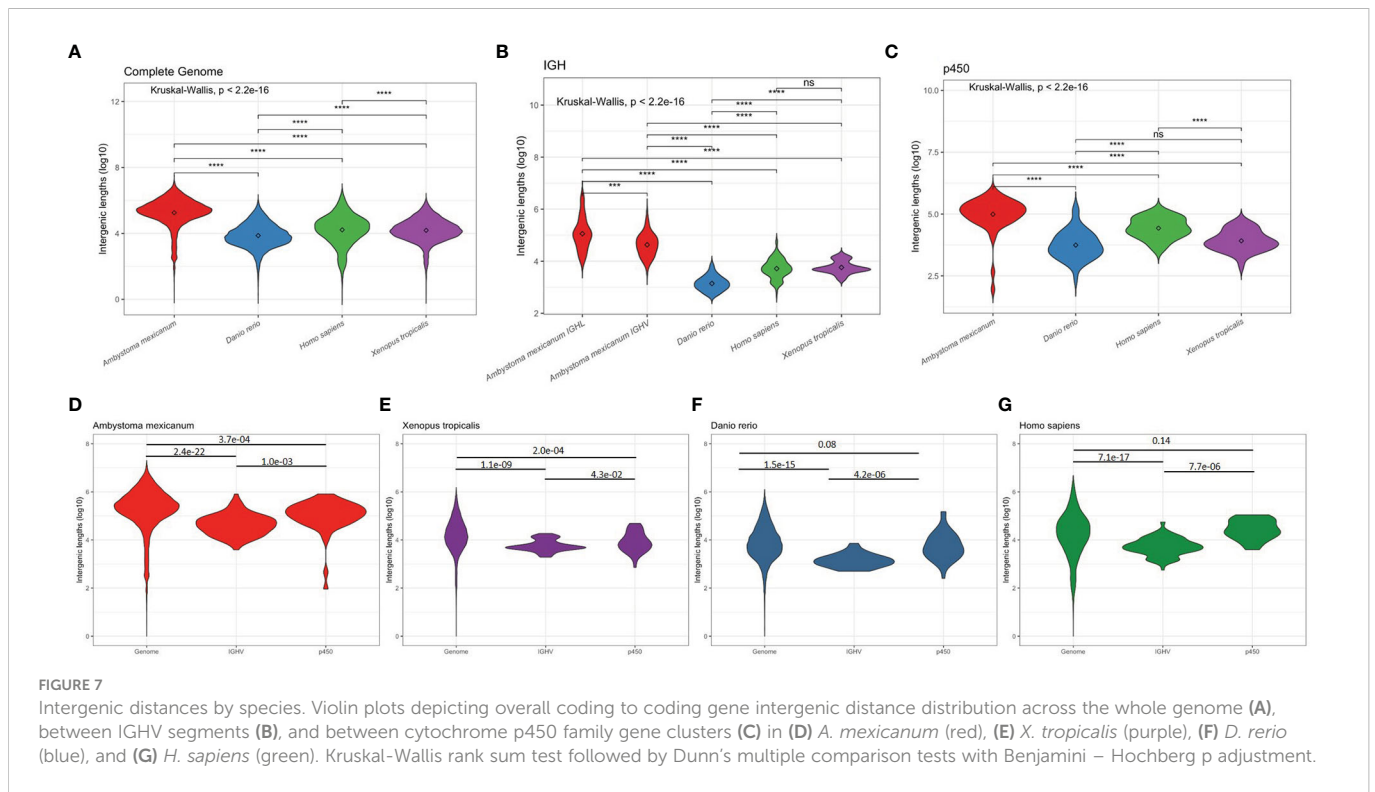 A
Complete Genome
Kruskal-Wallis, p < 2.2e-16
****
****
****
****
****
****
Intergenic lengths (log10)
12
8
4
0
Ambystoma mexicanum
Danio rerio
Homo sapiens
Xenopus tropicalis
B
IGH
Kruskal-Wallis, p < 2.2e-16
ns
****
****
****
****
****
****
****
****
***
Intergenic lengths (log10)
10
8
6
4
2
Ambystoma mexicanum IGHL
Ambystoma mexicanum IGHV
Danio rerio
Homo sapiens
Xenopus tropicalis
C
p450
Kruskal-Wallis, p < 2.2e-16
****
ns
****
****
****
****
Intergenic lengths (log10)
10.0
7.5
5.0
2.5
Ambystoma mexicanum
Danio rerio
Homo sapiens
Xenopus tropicalis
D
Ambystoma mexicanum
3.7e-04
2.4e-22
1.0e-03
Intergenic lengths (log10)
8
6
4
2
0
Genome
IGHV
p450
E
Xenopus tropicalis
2.0e-04
1.1e-09
4.3e-02
Intergenic lengths (log10)
8
6
4
2
0
Genome
IGHV
p450
F
Danio rerio
0.08
1.5e-15
4.2e-06
Intergenic lengths (log10)
8
6
4
2
0
Genome
IGHV
p450
G
Homo sapiens
0.14
7.1e-17
7.7e-06
Intergenic lengths (log10)
8
6
4
2
0
Genome
IGHV
p450
FIGURE 7
Intergenic distances by species. Violin plots depicting overall coding to coding gene intergenic distance distribution across the whole genome (A),
between IGHV segments (B), and between cytochrome p450 family gene clusters (C) in (D) A. mexicanum (red), (E) X. tropicalis (purple), (F) D. rerio
(blue), and (G) H. sapiens (green). Kruskal-Wallis rank sum test followed by Dunn's multiple comparison tests with Benjamini – Hochberg p adjustment.